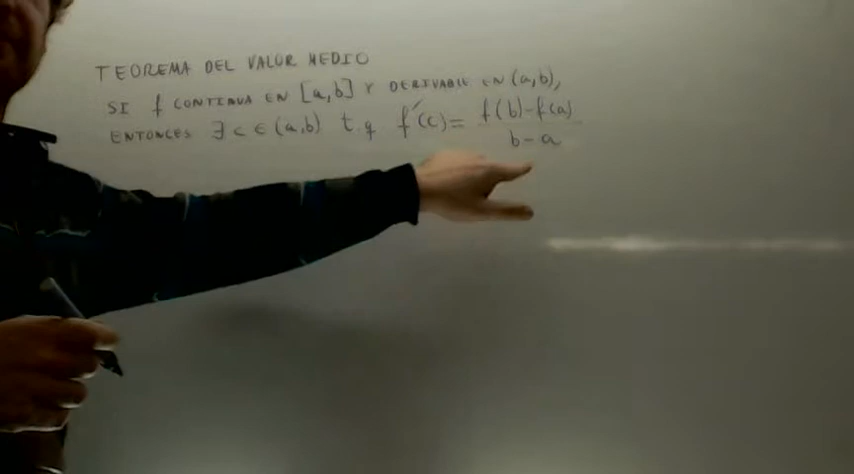 TEOREMA DEL VALOR MEDIO
SI f CONTINUA EN [a,b] Y DERIVABLE EN (a,b),
ENTONCES ∃ c ∈ (a,b) t.q f'(c) = f(b)-f(a) / b-a